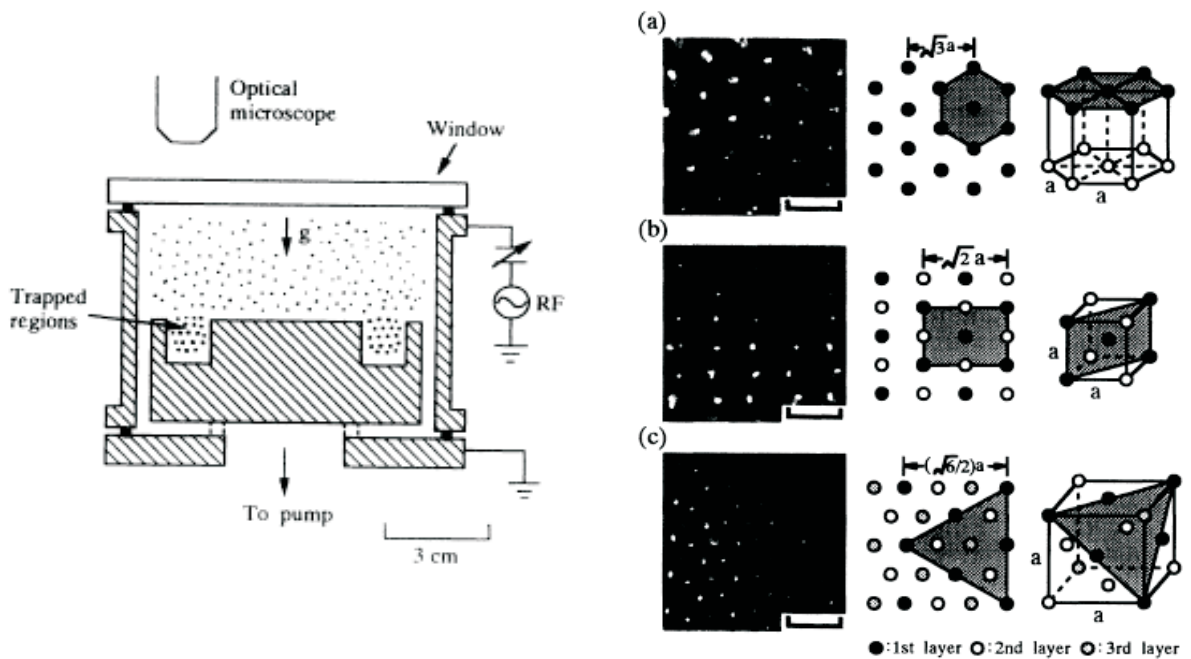 Optical
microscope
Window
g
Trapped
regions
RF
To pump
3 cm
(a)
√3a
a
a
(b)
√2 a
a
a
(c)
(√6/2)a
a
a
●:1st layer ○:2nd layer ◍:3rd layer